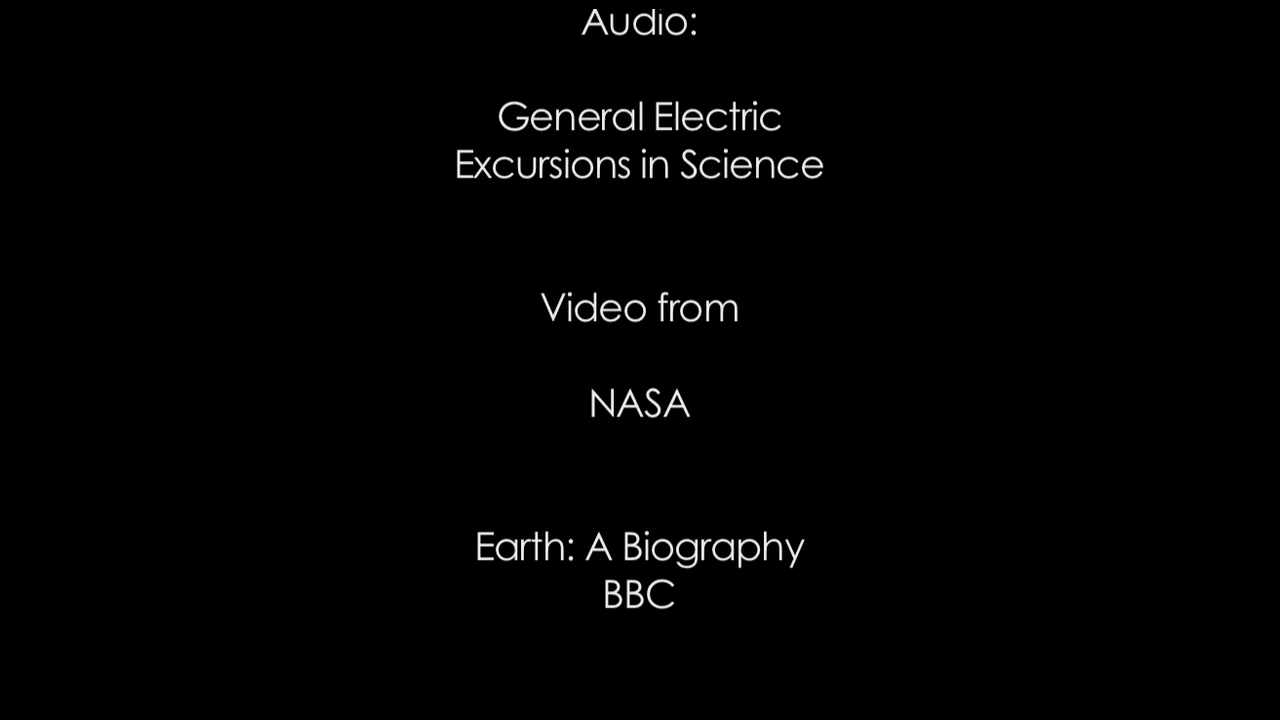 Audio:
General Electric
Excursions in Science
Video from
NASA
Earth: A Biography
BBC